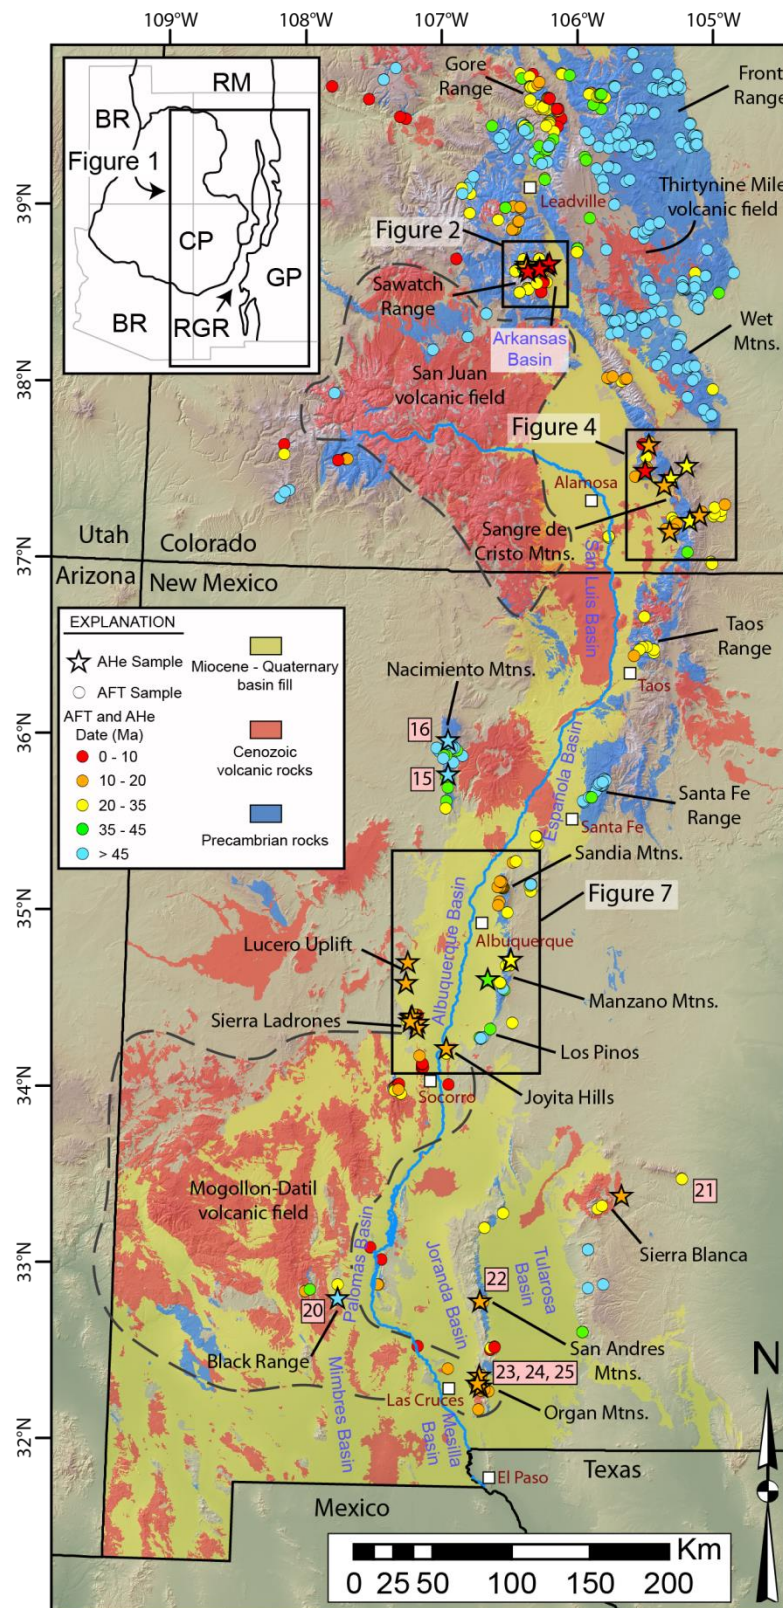 109°W
108°W
107°W
106°W
105°W
39°N
38°N
37°N
36°N
35°N
34°N
33°N
32°N
RM
BR
Figure 1
CP
GP
BR
RGR
Gore
Range
Front
Range
Leadville
Thirtynine Mile
volcanic field
Figure 2
Sawatch
Range
Arkansas
Basin
Wet
Mtns.
San Juan
volcanic field
Figure 4
Alamosa
Sangre de
Cristo Mtns.
San Luis Basin
Utah
Colorado
Arizona
New Mexico
EXPLANATION
AHe Sample
AFT Sample
AFT and AHe
Date (Ma)
0 - 10
10 - 20
20 - 35
35 - 45
> 45
Miocene - Quaternary
basin fill
Cenozoic
volcanic rocks
Precambrian rocks
Taos
Range
Taos
Nacimiento Mtns.
16
15
Española Basin
Santa Fe
Range
Santa Fe
Sandia Mtns.
Figure 7
Albuquerque Basin
Albuquerque
Lucero Uplift
Manzano Mtns.
Sierra Ladrones
Los Pinos
Joyita Hills
Socorro
Mogollon-Datil
volcanic field
21
Sierra Blanca
Palomas Basin
Joranda Basin
Tularosa
Basin
22
20
Black Range
San Andres
Mtns.
23, 24, 25
Organ Mtns.
Las Cruces
Mimbres Basin
Mesilla
Basin
El Paso
Texas
Mexico
N
Km
0 25 50 100 150 200